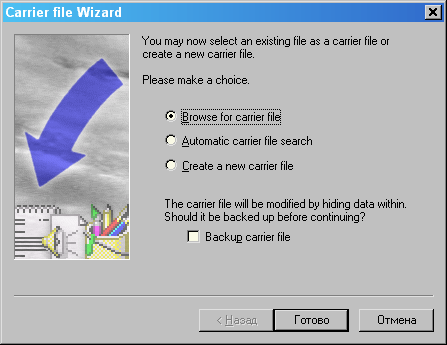 Carrier file Wizard
You may now select an existing file as a carrier file or
create a new carrier file.
Please make a choice.
Browse for carrier file
Automatic carrier file search
Create a new carrier file
The carrier file will be modified by hiding data within.
Should it be backed up before continuing?
Backup carrier file
< Назад
Готово
Отмена